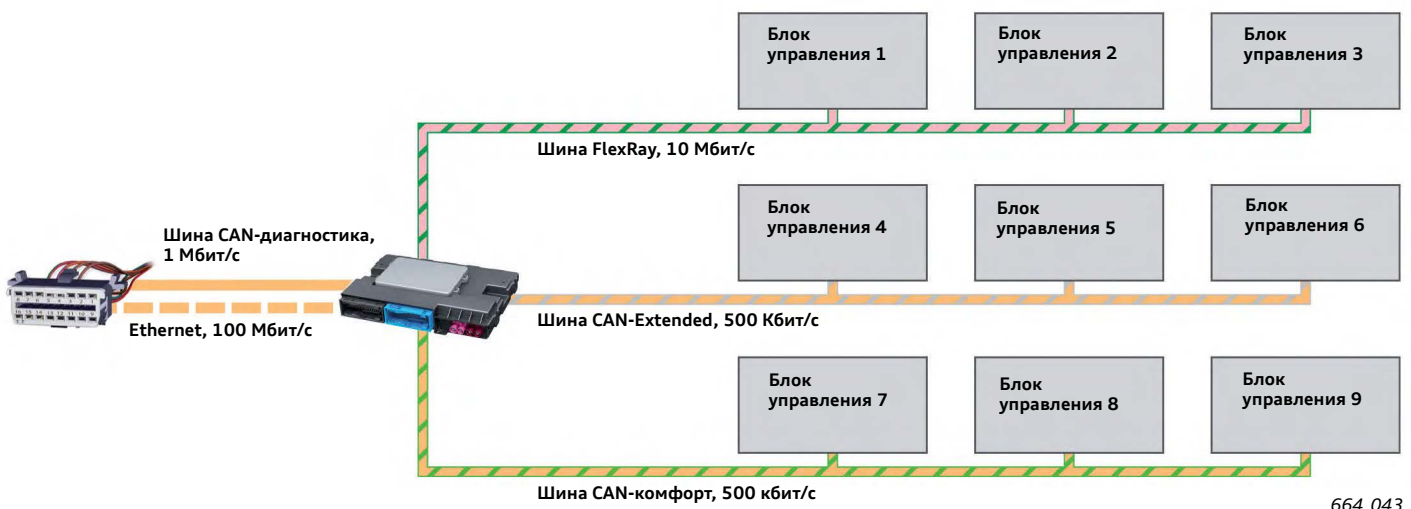 Блок
управления 1
Блок
управления 2
Блок
управления 3
Шина FlexRay, 10 Мбит/с
Шина CAN-диагностика,
1 Мбит/с
Ethernet, 100 Мбит/с
Блок
управления 4
Блок
управления 5
Блок
управления 6
Шина CAN-Extended, 500 Кбит/с
Блок
управления 7
Блок
управления 8
Блок
управления 9
Шина CAN-комфорт, 500 кбит/с
664_043